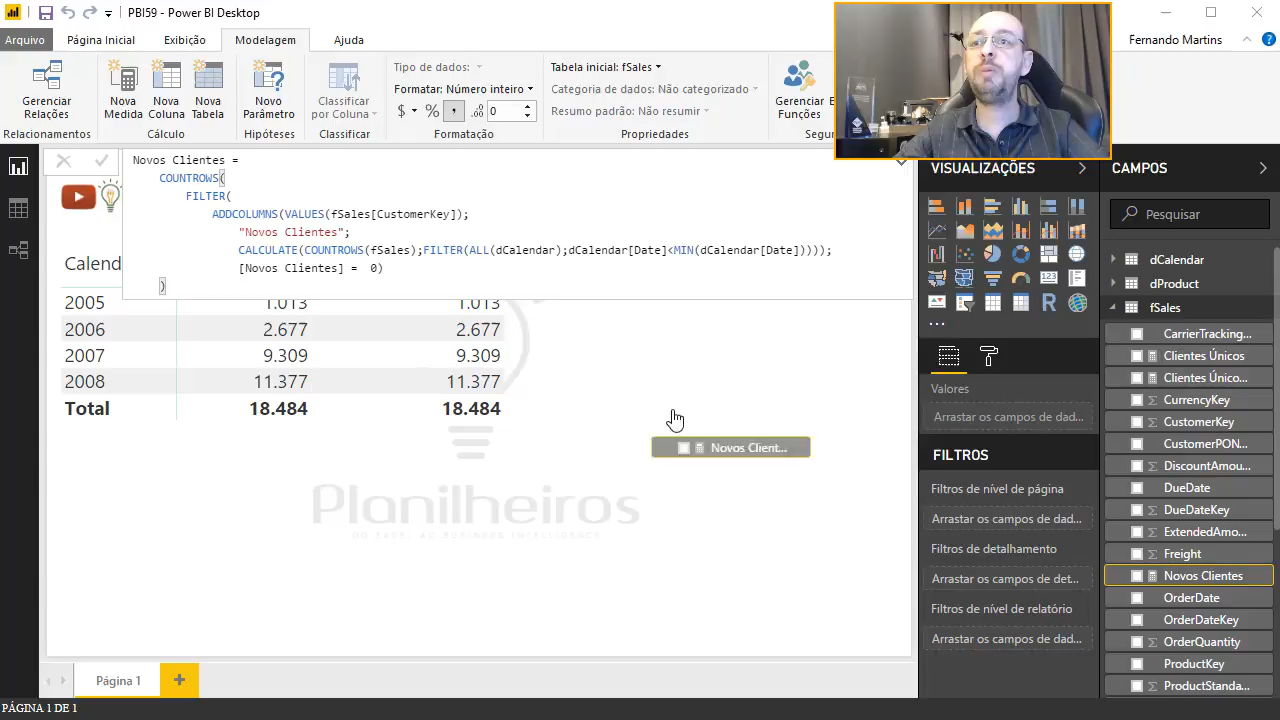 PBI59 - Power BI Desktop
Arquivo
Página Inicial
Exibição
Modelagem
Ajuda
Fernando Martins
Gerenciar Relações
Relacionamentos
Nova Medida
Nova Coluna
Nova Tabela
Cálculo
Novo Parâmetro
Hipóteses
Classificar por Coluna
Classificar
Tipo de dados:
Formatar: Número inteiro
$ % , 0
Formatação
Tabela inicial: fSales
Categoria de dados: Não categorizado
Resumo padrão: Não resumir
Propriedades
Gerenciar Funções
Segu
Novos Clientes =
COUNTROWS(
FILTER(
ADDCOLUMNS(VALUES(fSales[CustomerKey]);
"Novos Clientes";
CALCULATE(COUNTROWS(fSales);FILTER(ALL(dCalendar);dCalendar[Date]<MIN(dCalendar[Date]))));
[Novos Clientes] =  0)
)
Calend
2005 1.013 1.013
2006 2.677 2.677
2007 9.309 9.309
2008 11.377 11.377
Total 18.484 18.484
Novos Client...
Planilheiros
DO EXCEL AO BUSINESS INTELLIGENCE
Página 1
PÁGINA 1 DE 1
VISUALIZAÇÕES
R
123
...
Valores
Arrastar os campos de dad...
FILTROS
Filtros de nível de página
Arrastar os campos de dad...
Filtros de detalhamento
Arrastar os campos de det...
Filtros de nível de relatório
Arrastar os campos de dad...
CAMPOS
Pesquisar
dCalendar
dProduct
fSales
CarrierTracking...
Clientes Únicos
Clientes Único...
CurrencyKey
CustomerKey
CustomerPON...
DiscountAmou...
DueDate
DueDateKey
ExtendedAmo...
Freight
Novos Clientes
OrderDate
OrderDateKey
OrderQuantity
ProductKey
ProductStanda...